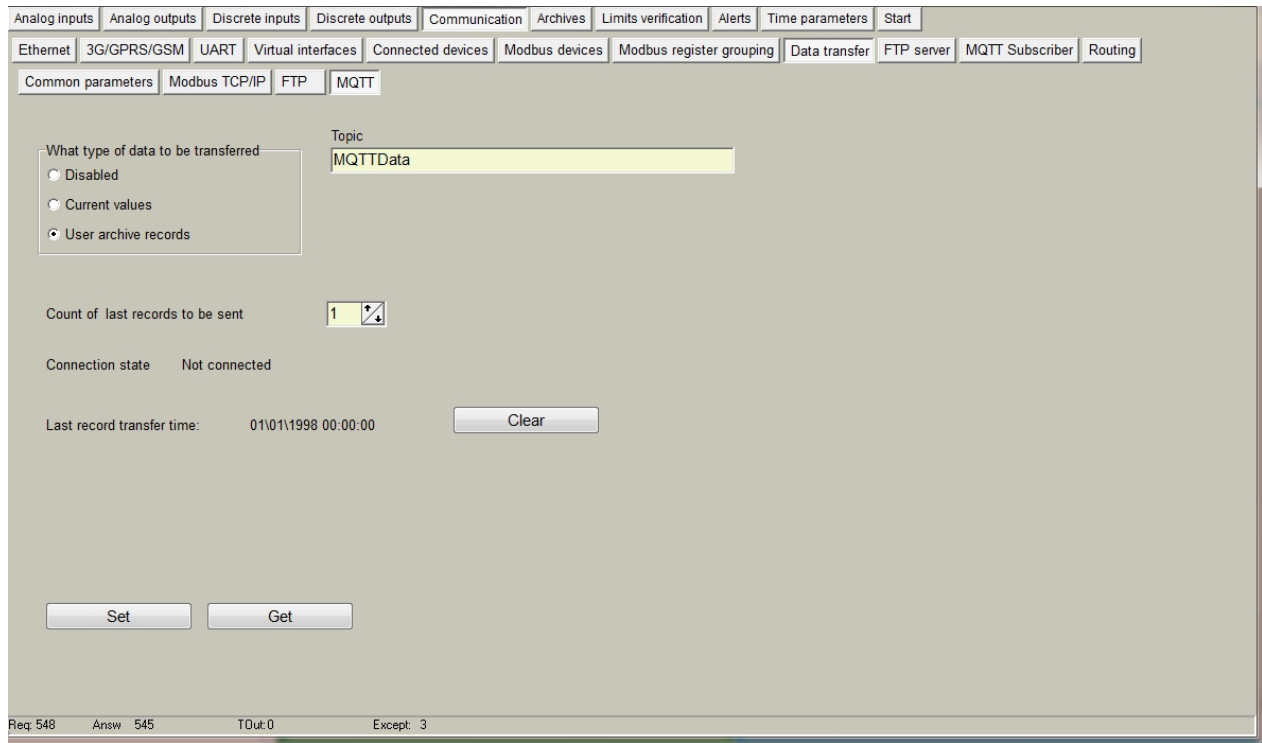 Analog inputs Analog outputs Discrete inputs Discrete outputs Communication Archives Limits verification Alerts Time parameters Start
Ethernet 3G/GPRS/GSM UART Virtual interfaces Connected devices Modbus devices Modbus register grouping Data transfer FTP server MQTT Subscriber Routing
Common parameters Modbus TCP/IP FTP MQTT
Topic
What type of data to be transferred
MQTTData
Disabled
Current values
User archive records
Count of last records to be sent 1
Connection state Not connected
Last record transfer time: 01\01\1998 00:00:00 Clear
Set Get
Req: 548 Answ 545 TOut: 0 Except: 3